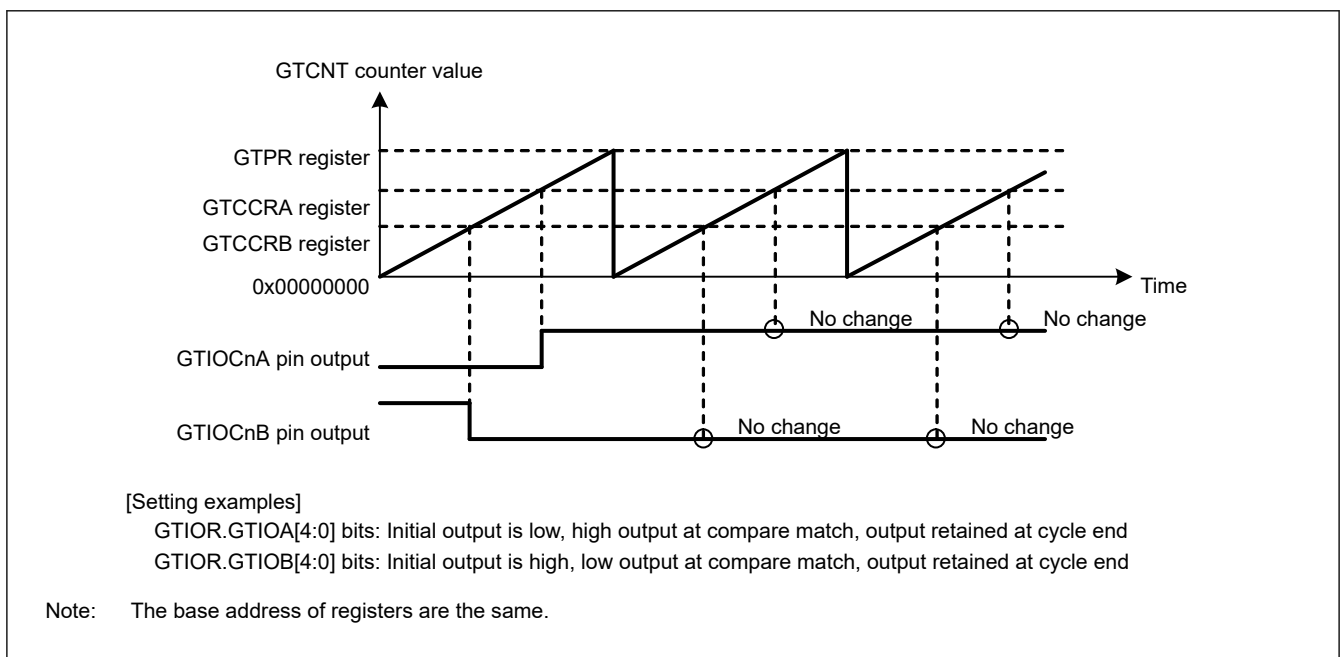 GTCNT counter value
GTPR register
GTCCRA register
GTCCRB register
0x00000000
Time
No change
No change
GTIOCnA pin output
No change
No change
GTIOCnB pin output
[Setting examples]
GTIOR.GTIOA[4:0] bits: Initial output is low, high output at compare match, output retained at cycle end
GTIOR.GTIOB[4:0] bits: Initial output is high, low output at compare match, output retained at cycle end
Note: The base address of registers are the same.